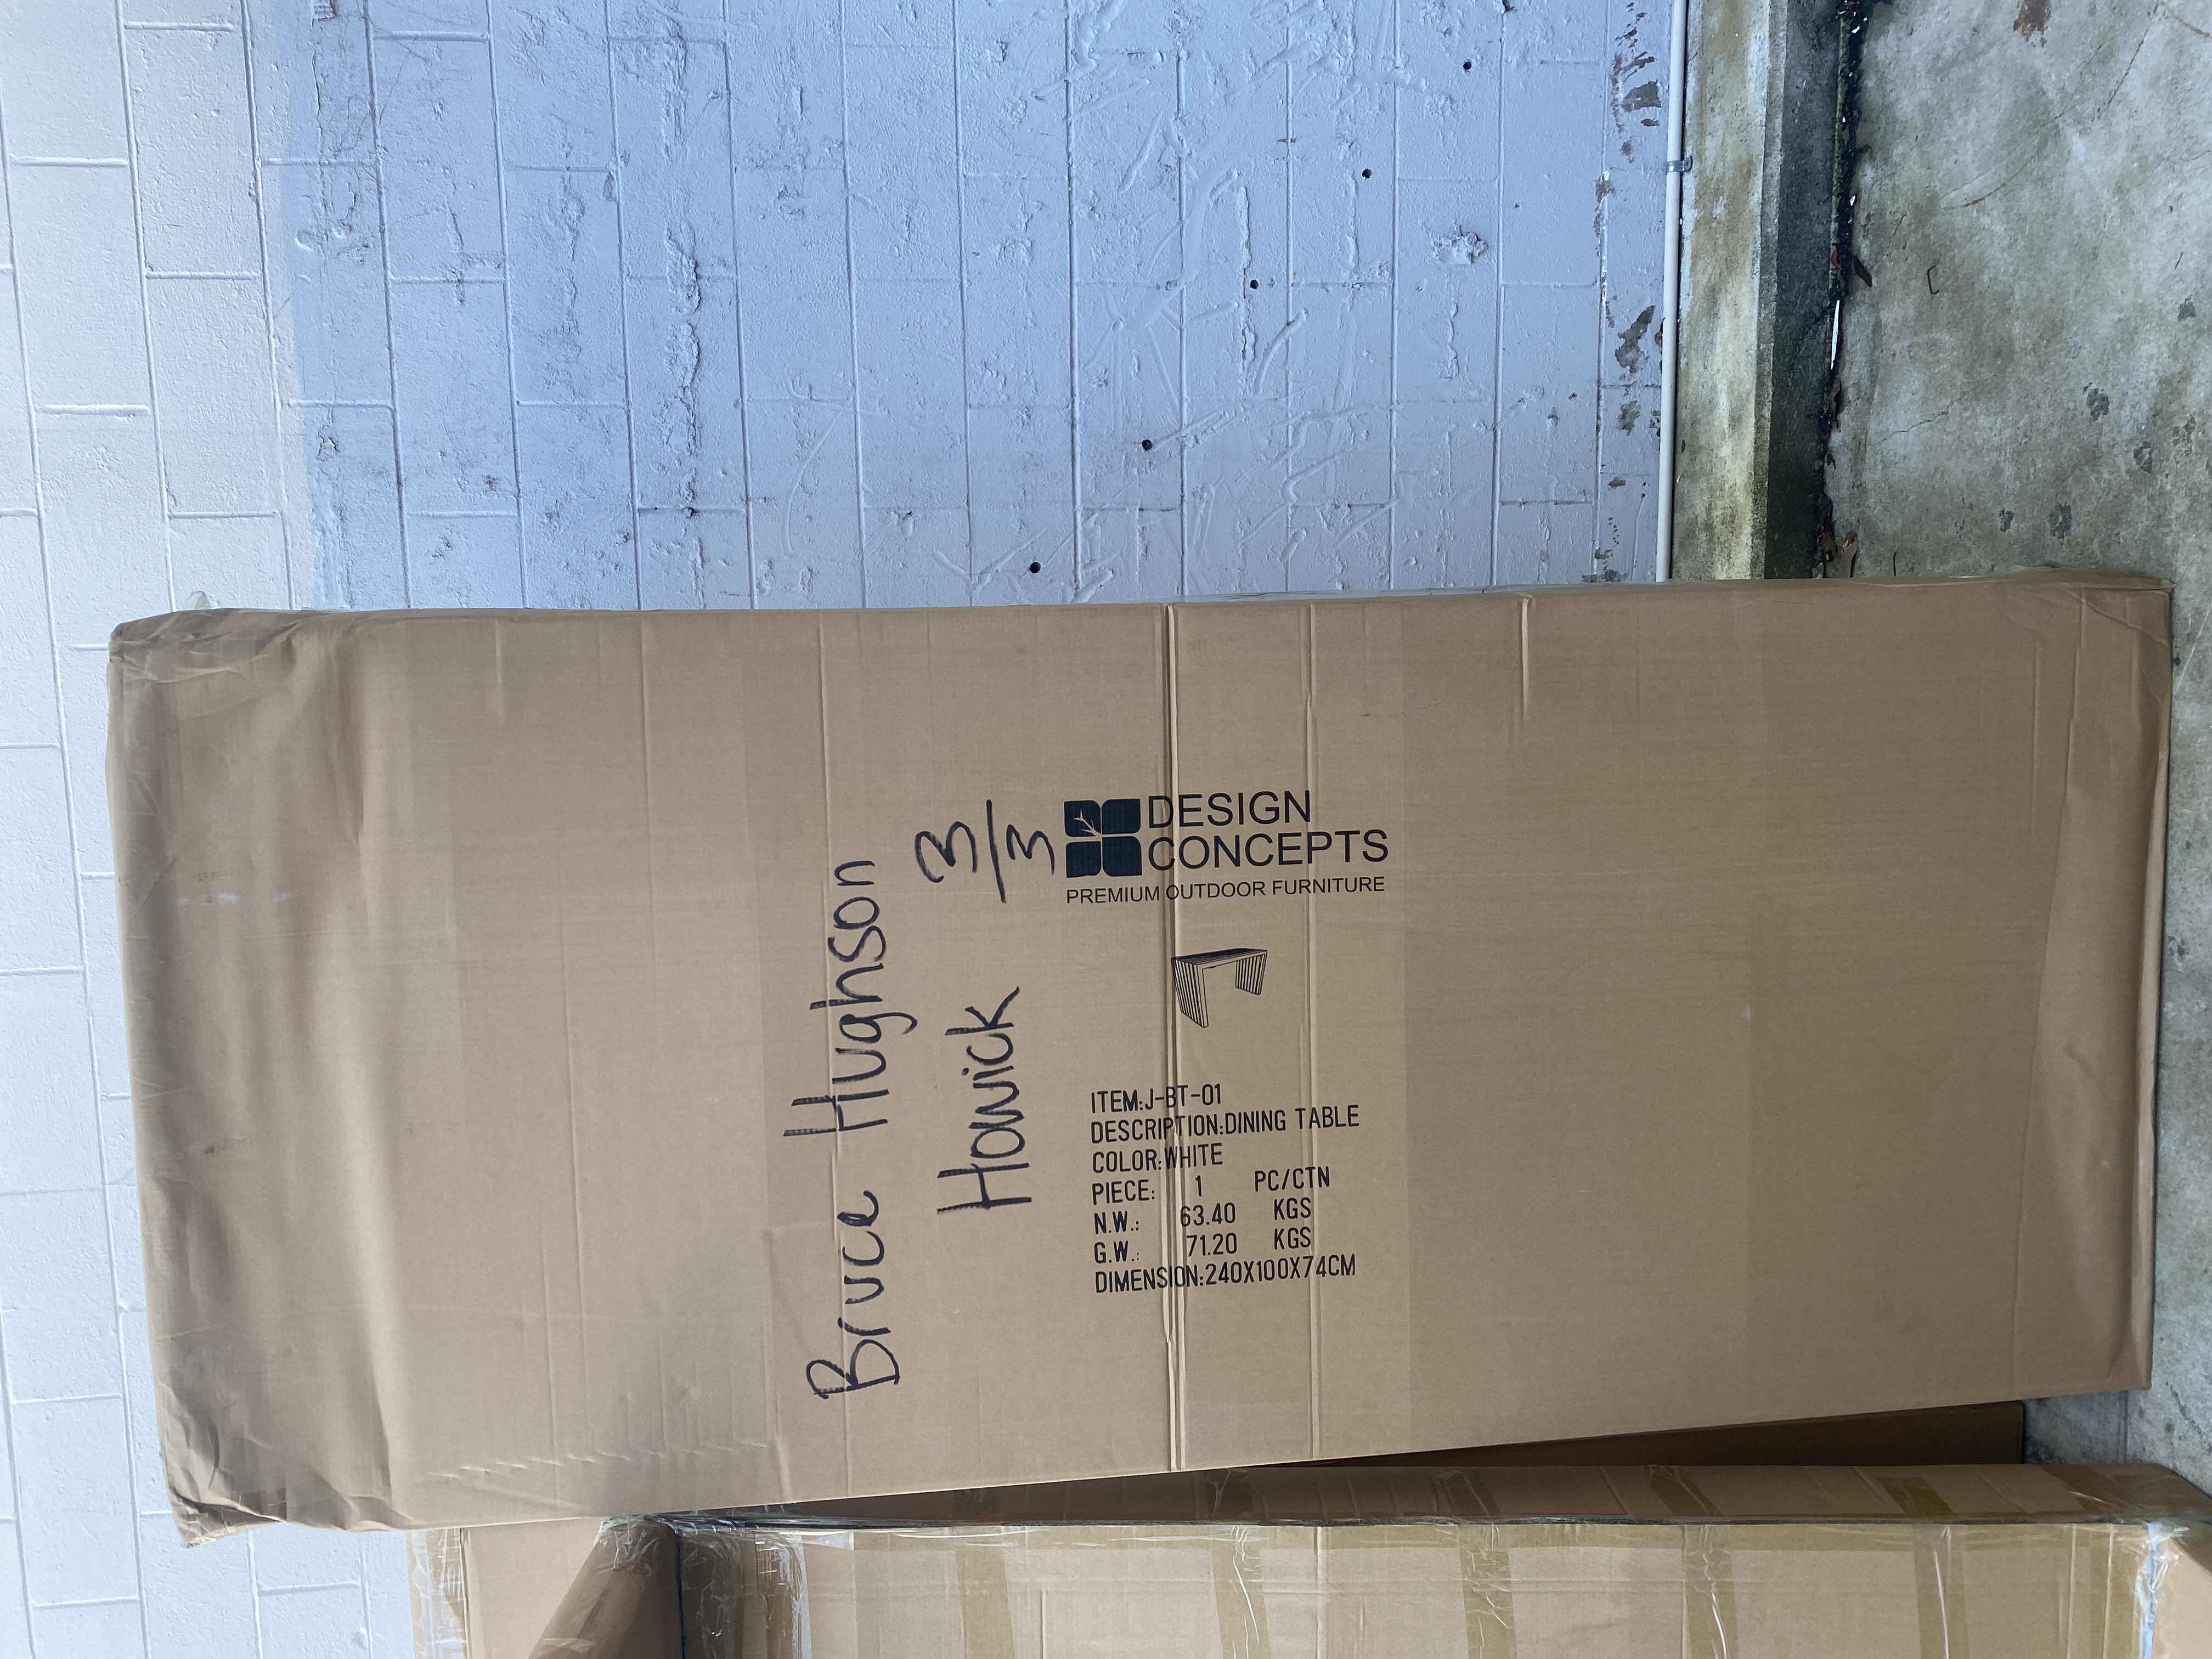 Bruce Hughson
Howick 3/3
DESIGN
CONCEPTS
PREMIUM OUTDOOR FURNITURE
ITEM:J-BT-01
DESCRIPTION:DINING TABLE
COLOR:WHITE
PIECE: 1 PC/CTN
N.W.: 63.40 KGS
G.W.: 71.20 KGS
DIMENSION:240X100X74CM